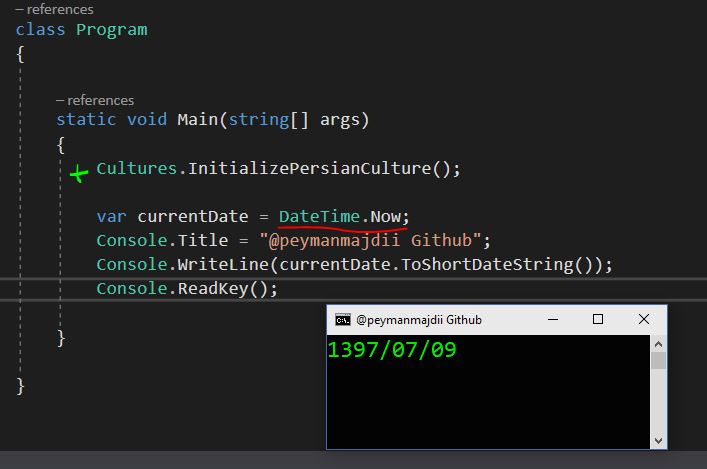 – references
class Program
{
– references
static void Main(string[] args)
{
+ Cultures.InitializePersianCulture();
var currentDate = DateTime.Now;
Console.Title = "@peymanmajdii Github";
Console.WriteLine(currentDate.ToShortDateString());
Console.ReadKey();
}
}
C:\. @peymanmajdii Github
1397/07/09